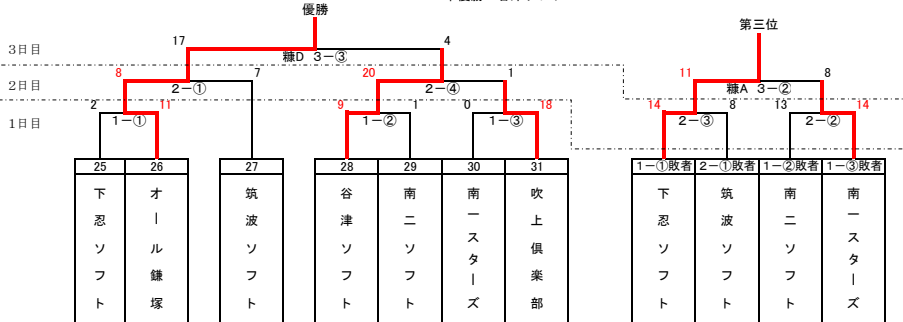 優勝
第三位
3日目
17
4
糠D 3-③
2日目
8
7
20
1
11
8
2-①
2-④
糠A 3-②
1日目
2
11
9
1
0
18
14
8
13
14
1-①
1-②
1-③
2-③
2-②
25
26
27
28
29
30
31
1-①敗者
2-①敗者
1-②敗者
1-③敗者
下忍ソフト
オール鎌塚
筑波ソフト
谷津ソフト
南二ソフト
南一スターズ
吹上倶楽部
下忍ソフト
筑波ソフト
南二ソフト
南一スターズ